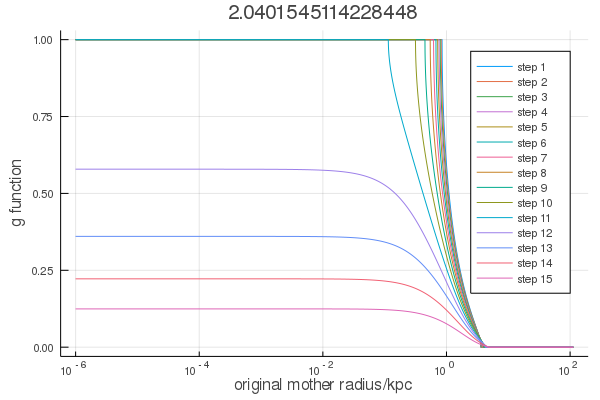 2.0401545114228448
1.00
0.75
0.50
0.25
0.00
g function
step 1
step 2
step 3
step 4
step 5
step 6
step 7
step 8
step 9
step 10
step 11
step 12
step 13
step 14
step 15
10^-6 10^-4 10^-2 10^0 10^2
original mother radius/kpc